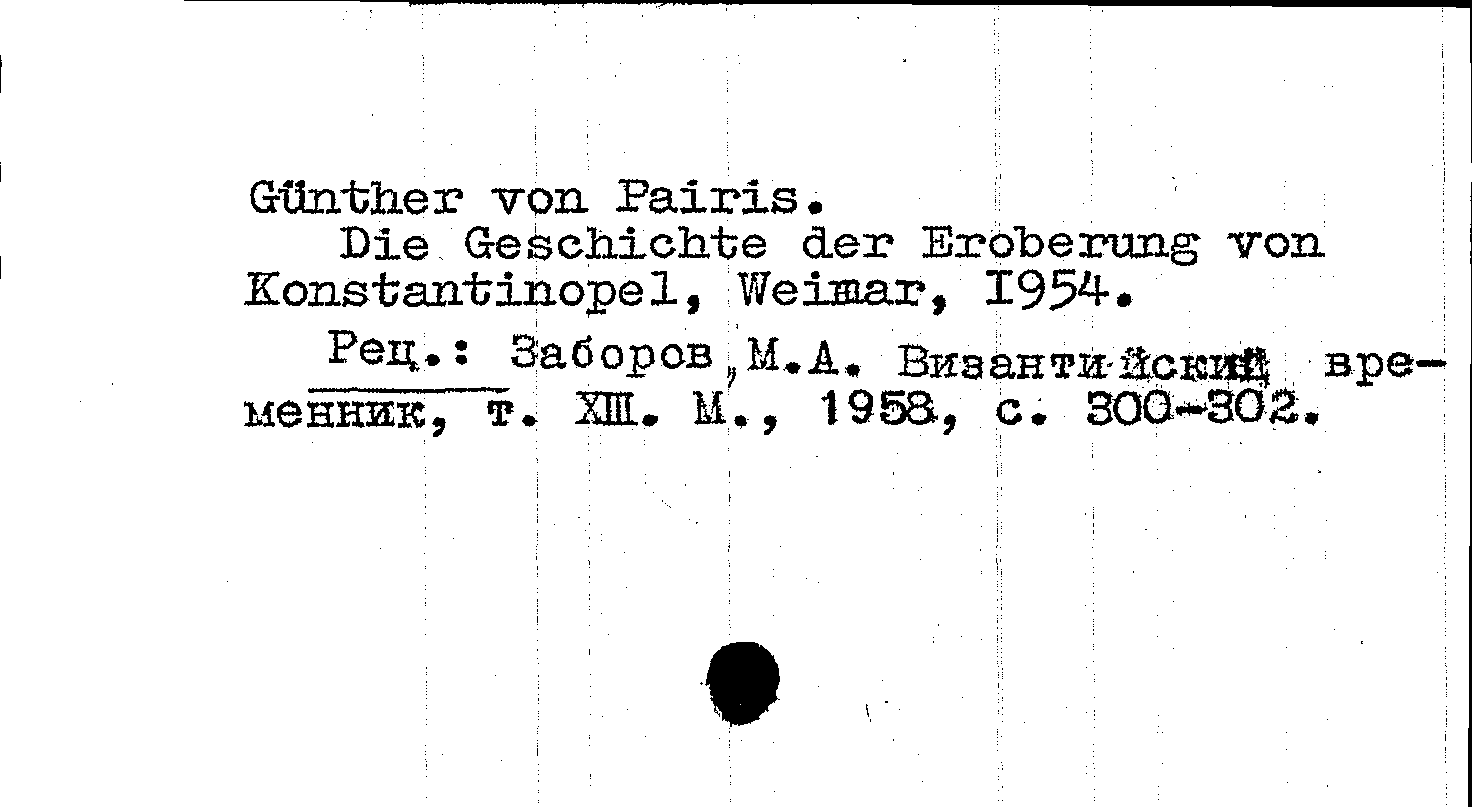 Günther von Pairis.
Die Geschichte der Eroberung von
Konstantinopel, Weimar, I954.
Рец.: Заборов, М.А. Византийский вре-
менник, т. XIII. М., 1958, с. 300-302.